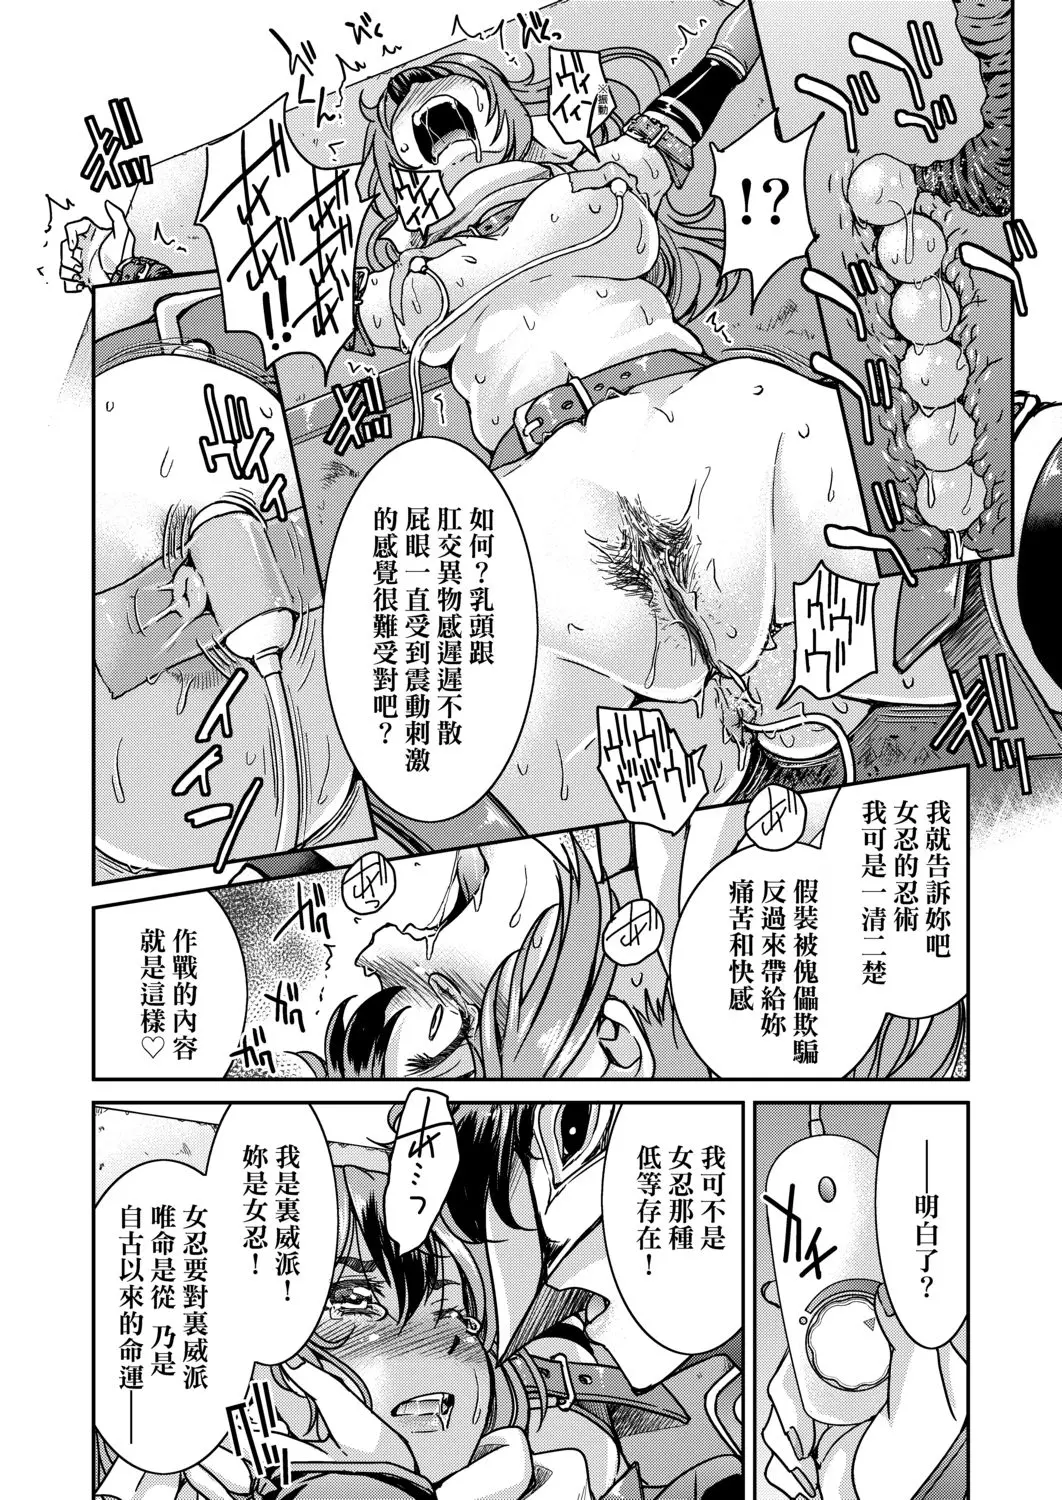 !?
※振動
如何？乳頭跟
肛交異物感遲遲不散
屁眼一直受到震動刺激
的感覺很難受對吧？
我就告訴妳吧
女忍的忍術
我可是一清二楚
假裝被傀儡欺騙
反過來帶給妳
痛苦和快感
作戰的內容
就是這樣♡
——明白了？
我可不是
女忍那種
低等存在！
我是裏威派！
妳是女忍！
女忍要對裏威派
唯命是從 乃是
自古以來的命運——